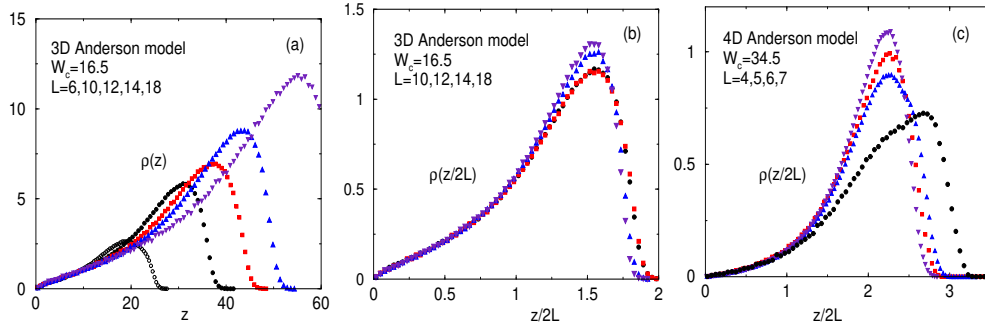 15
10
5
0
0
20
40
60
z
(a)
3D Anderson model
W_c=16.5
L=6,10,12,14,18
ρ(z)
1.5
1
0.5
0
0
0.5
1
1.5
2
z/2L
(b)
3D Anderson model
W_c=16.5
L=10,12,14,18
ρ(z/2L)
1
0.5
0
0
1
2
3
z/2L
(c)
4D Anderson model
W_c=34.5
L=4,5,6,7
ρ(z/2L)